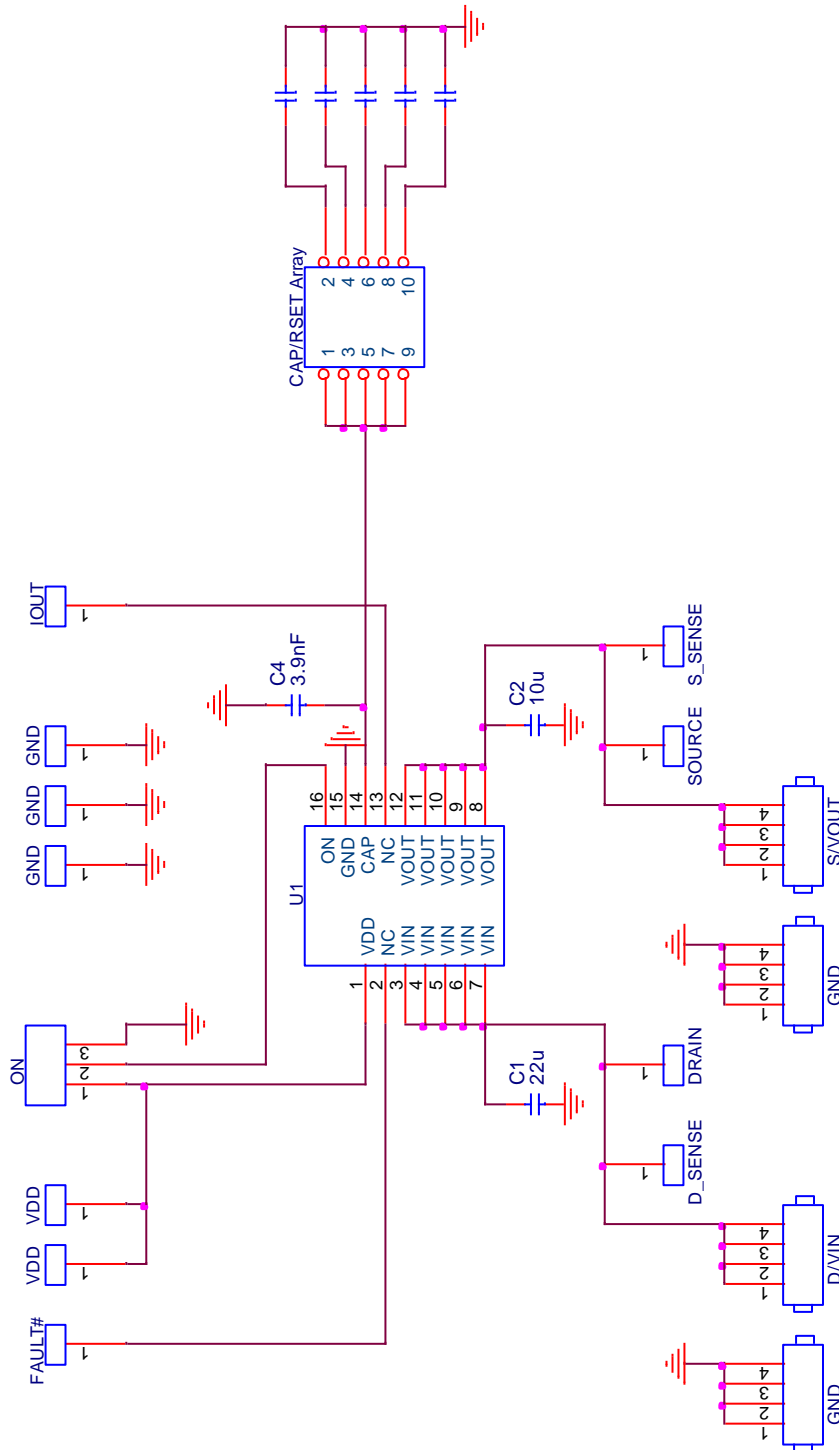 CAP/RSET Array
1
2
3
4
5
6
7
8
9
10
IOUT
1
GND
1
GND
1
GND
1
C4
3.9nF
ON
1
2
3
VDD
1
VDD
1
FAULT#
1
U1
16
15
14
13
12
11
10
9
8
ON
GND
CAP
NC
VOUT
VOUT
VOUT
VOUT
VOUT
VDD
NC
VIN
VIN
VIN
VIN
VIN
1
2
3
4
5
6
7
C2
10u
S_SENSE
1
SOURCE
1
C1
22u
DRAIN
1
D_SENSE
1
S/VOUT
1
2
3
4
GND
1
2
3
4
D/VIN
1
2
3
4
GND
1
2
3
4